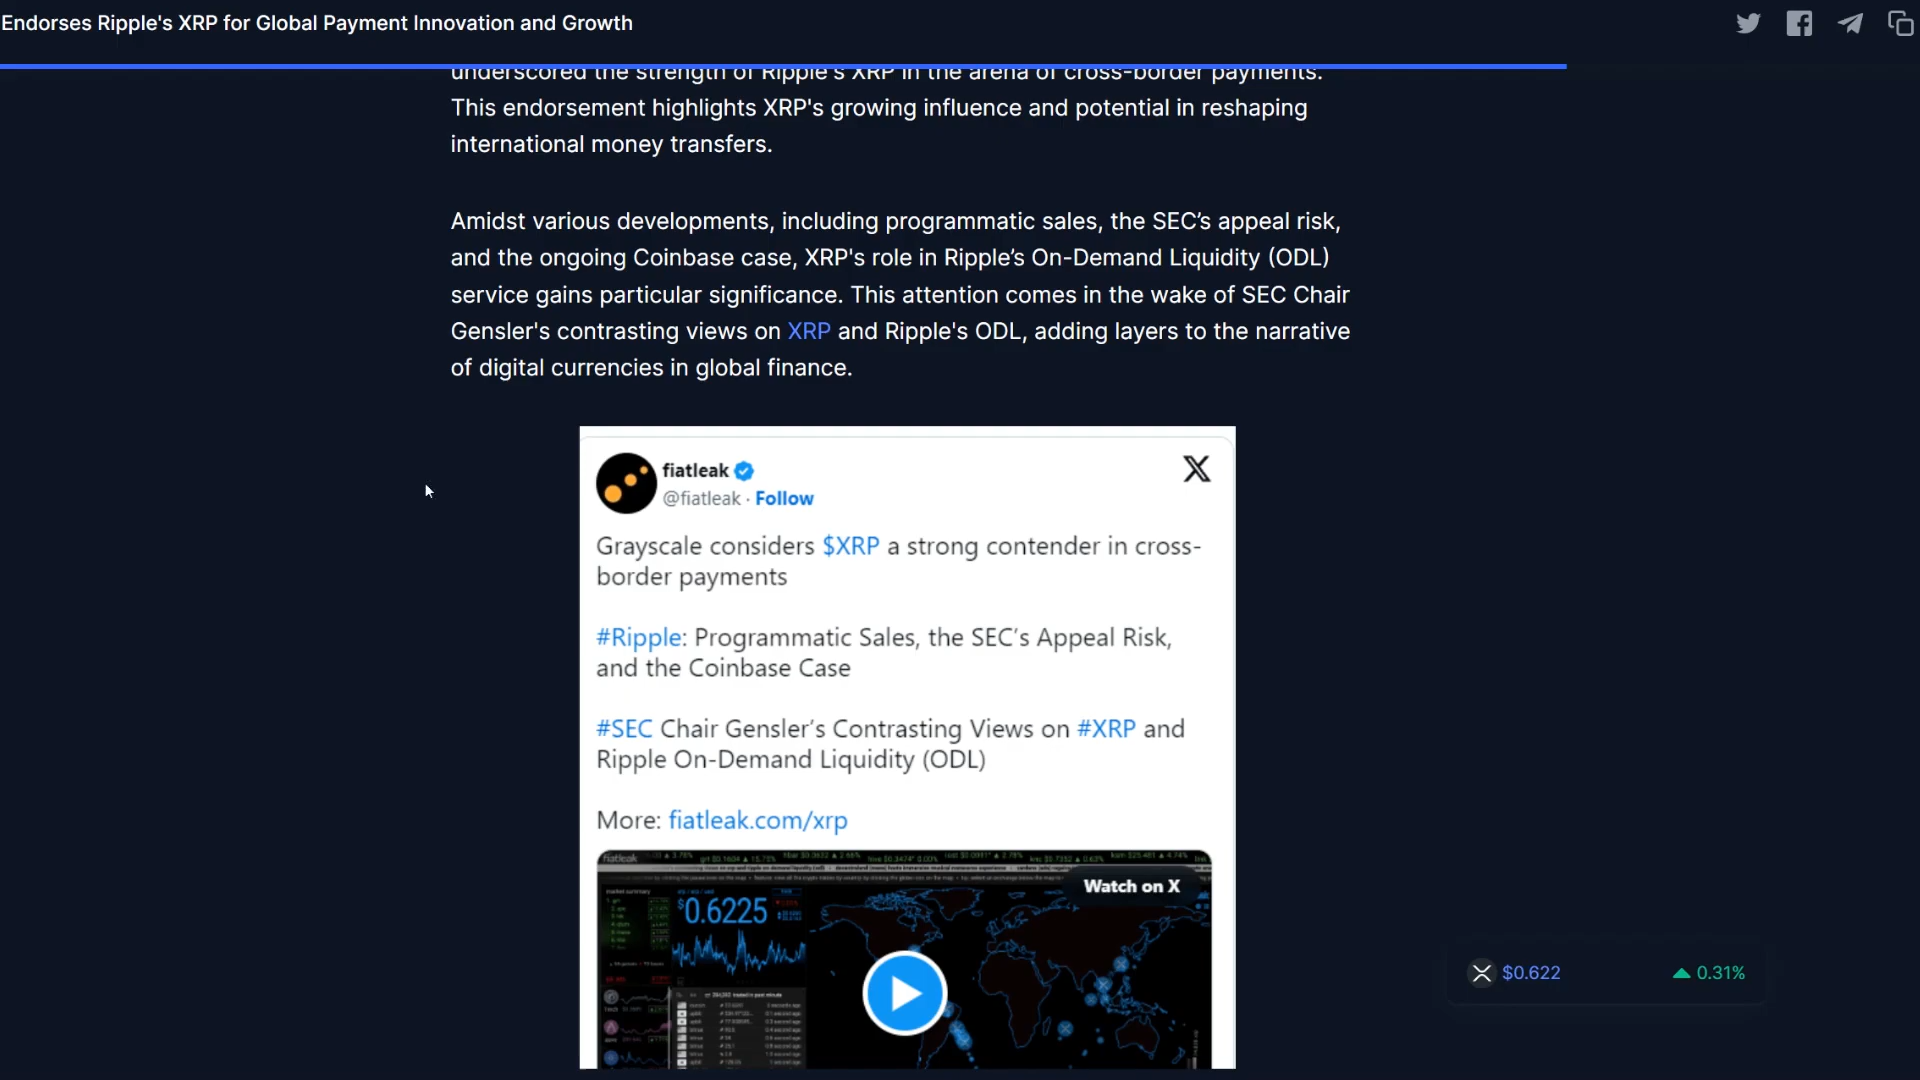 Endorses Ripple's XRP for Global Payment Innovation and Growth
underscored the strength of Ripple's XRP in the arena of cross-border payments.
This endorsement highlights XRP's growing influence and potential in reshaping
international money transfers.
Amidst various developments, including programmatic sales, the SEC’s appeal risk,
and the ongoing Coinbase case, XRP's role in Ripple’s On-Demand Liquidity (ODL)
service gains particular significance. This attention comes in the wake of SEC Chair
Gensler's contrasting views on XRP and Ripple's ODL, adding layers to the narrative
of digital currencies in global finance.
fiatleak
@fiatleak · Follow
Grayscale considers $XRP a strong contender in cross-
border payments
#Ripple: Programmatic Sales, the SEC’s Appeal Risk,
and the Coinbase Case
#SEC Chair Gensler’s Contrasting Views on #XRP and
Ripple On-Demand Liquidity (ODL)
More: fiatleak.com/xrp
fiatleak
Watch on X
market summary
$0.6225
$0.622
0.31%